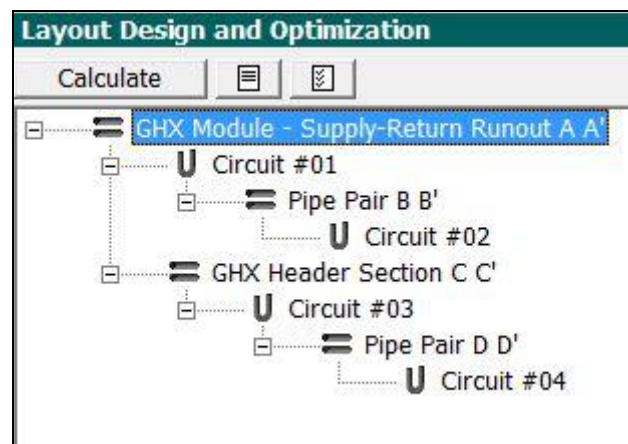 Layout Design and Optimization
Calculate
GHX Module - Supply-Return Runout A A'
Circuit #01
Pipe Pair B B'
Circuit #02
GHX Header Section C C'
Circuit #03
Pipe Pair D D'
Circuit #04